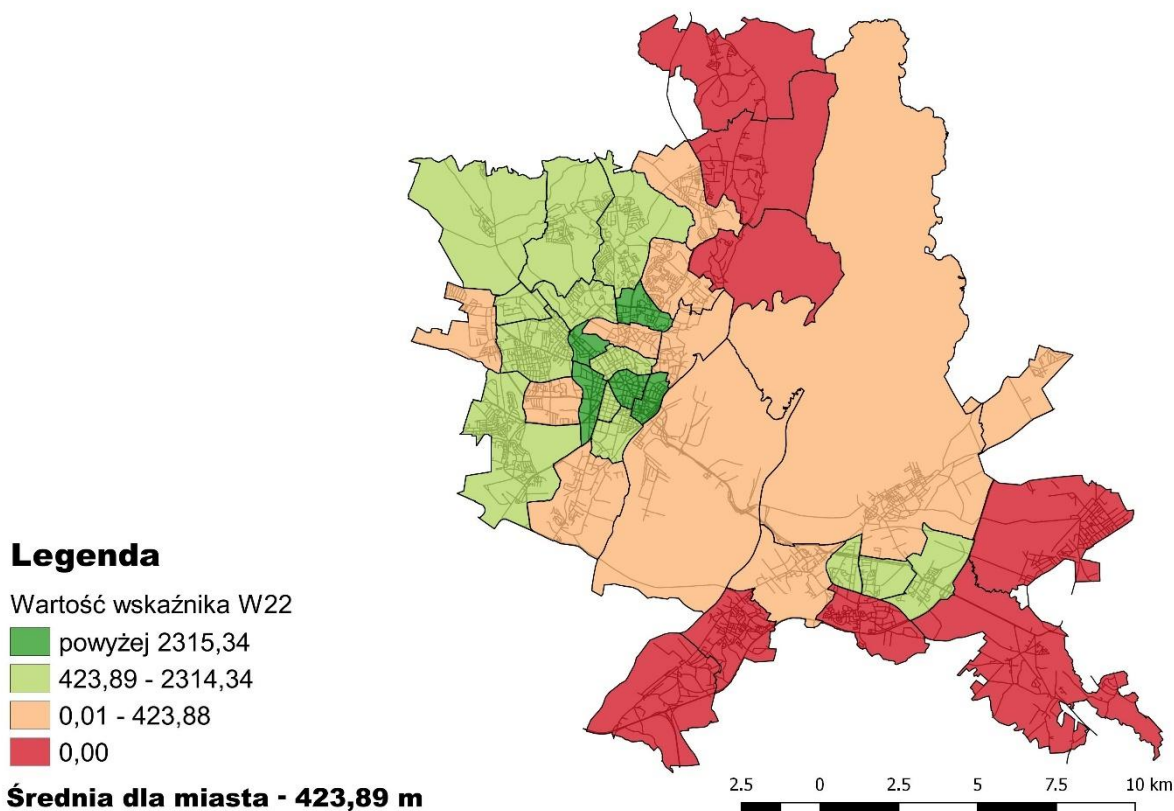 Legenda
Wartość wskaźnika W22
powyżej 2315,34
423,89 - 2314,34
0,01 - 423,88
0,00
Średnia dla miasta - 423,89 m
2.5 0 2.5 5 7.5 10 km